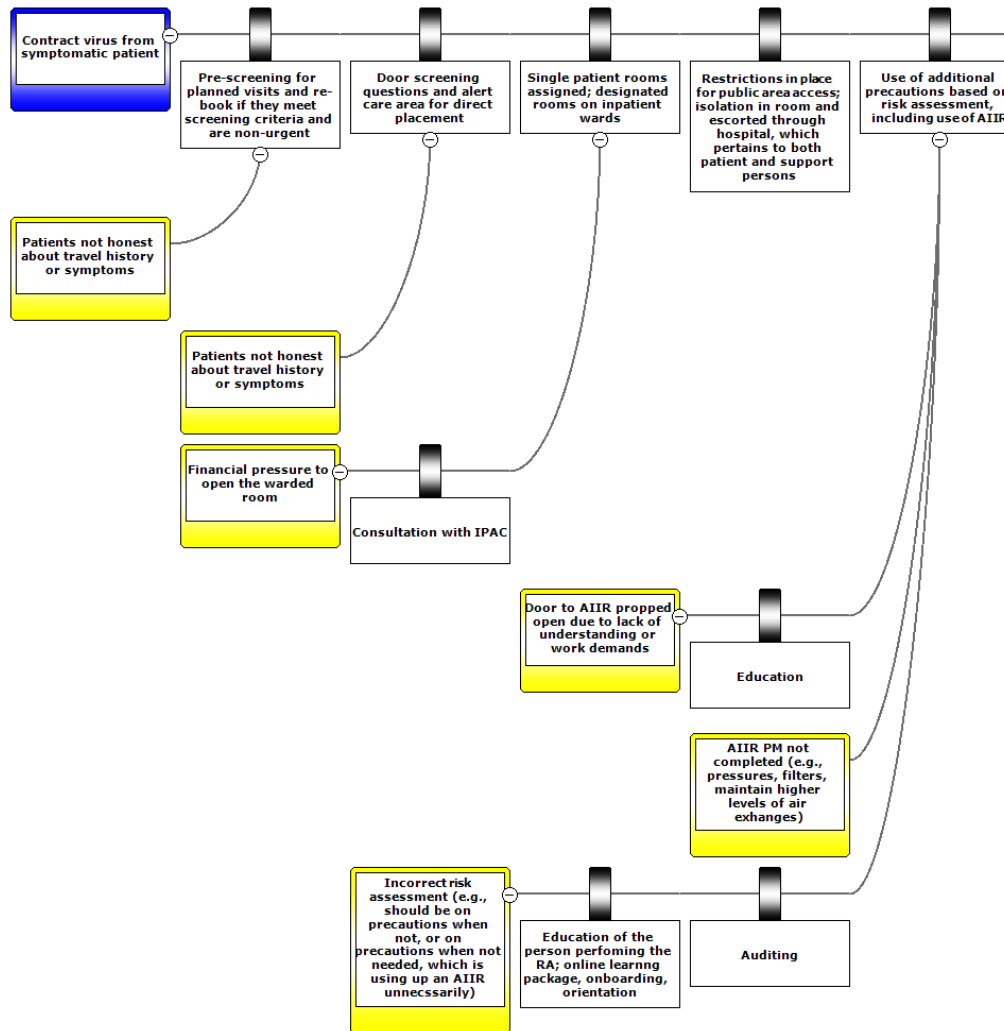 Contract virus from
symptomatic patient
Pre-screening for
planned visits and re-
book if they meet
screening criteria and
are non-urgent
Door screening
questions and alert
care area for direct
placement
Single patient rooms
assigned; designated
rooms on inpatient
wards
Restrictions in place
for public area access;
isolation in room and
escorted through
hospital, which
pertains to both
patient and support
persons
Use of additional
precautions based on
risk assessment,
including use of AIIR
Patients not honest
about travel history
or symptoms
Patients not honest
about travel history
or symptoms
Financial pressure to
open the warded
room
Consultation with IPAC
Door to AIIR propped
open due to lack of
understanding or
work demands
Education
AIIR PM not
completed (e.g.,
pressures, filters,
maintain higher
levels of air
exhanges)
Incorrect risk
assessment (e.g.,
should be on
precautions when
not, or on
precautions when not
needed, which is
using up an AIIR
unnecssarily)
Education of the
person perfoming the
RA; online learnng
package, onboarding,
orientation
Auditing